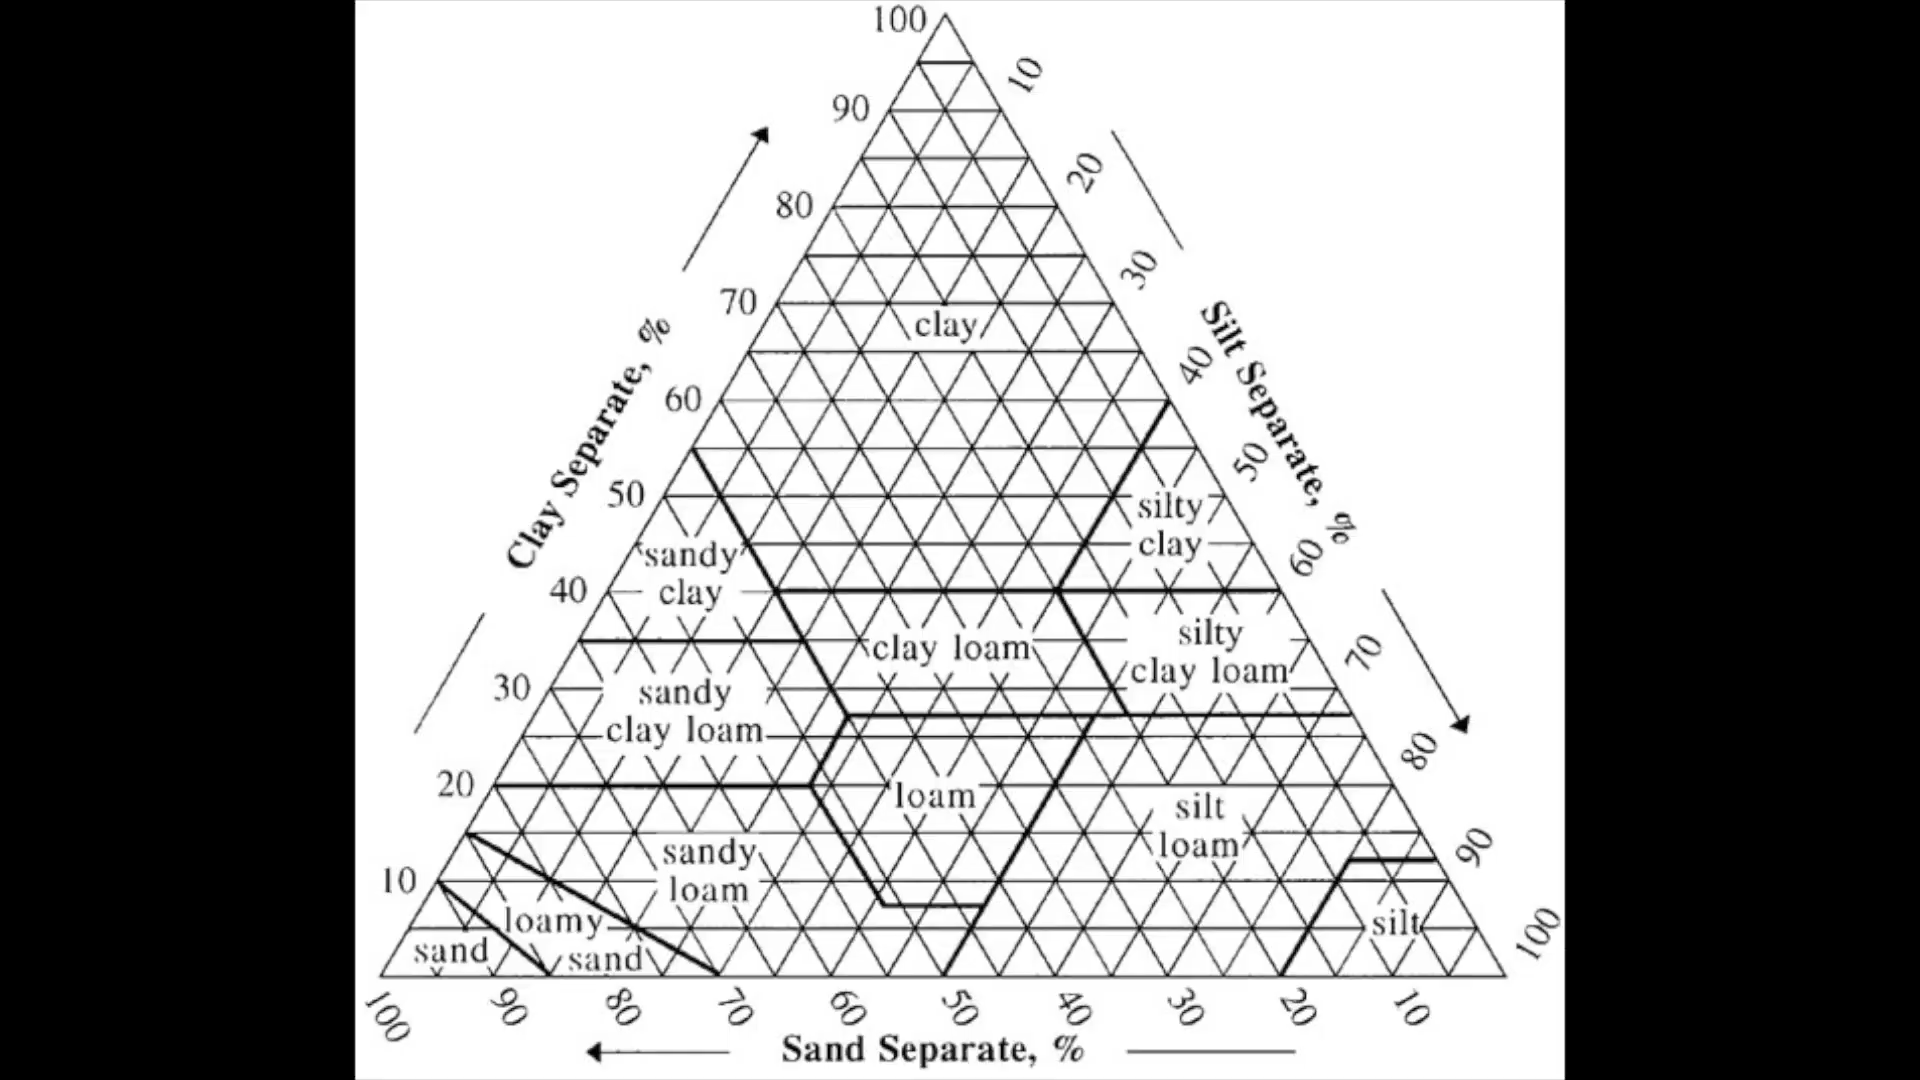 100
90
80
70
60
50
40
30
20
10
Clay Separate, %
10
20
30
40
50
60
70
80
90
100
Silt Separate, %
clay
silty
clay
sandy
clay
clay loam
silty
clay loam
sandy
clay loam
loam
silt
loam
sandy
loam
loamy
sand
sand
silt
100
90
80
70
60
50
40
30
20
10
Sand Separate, %